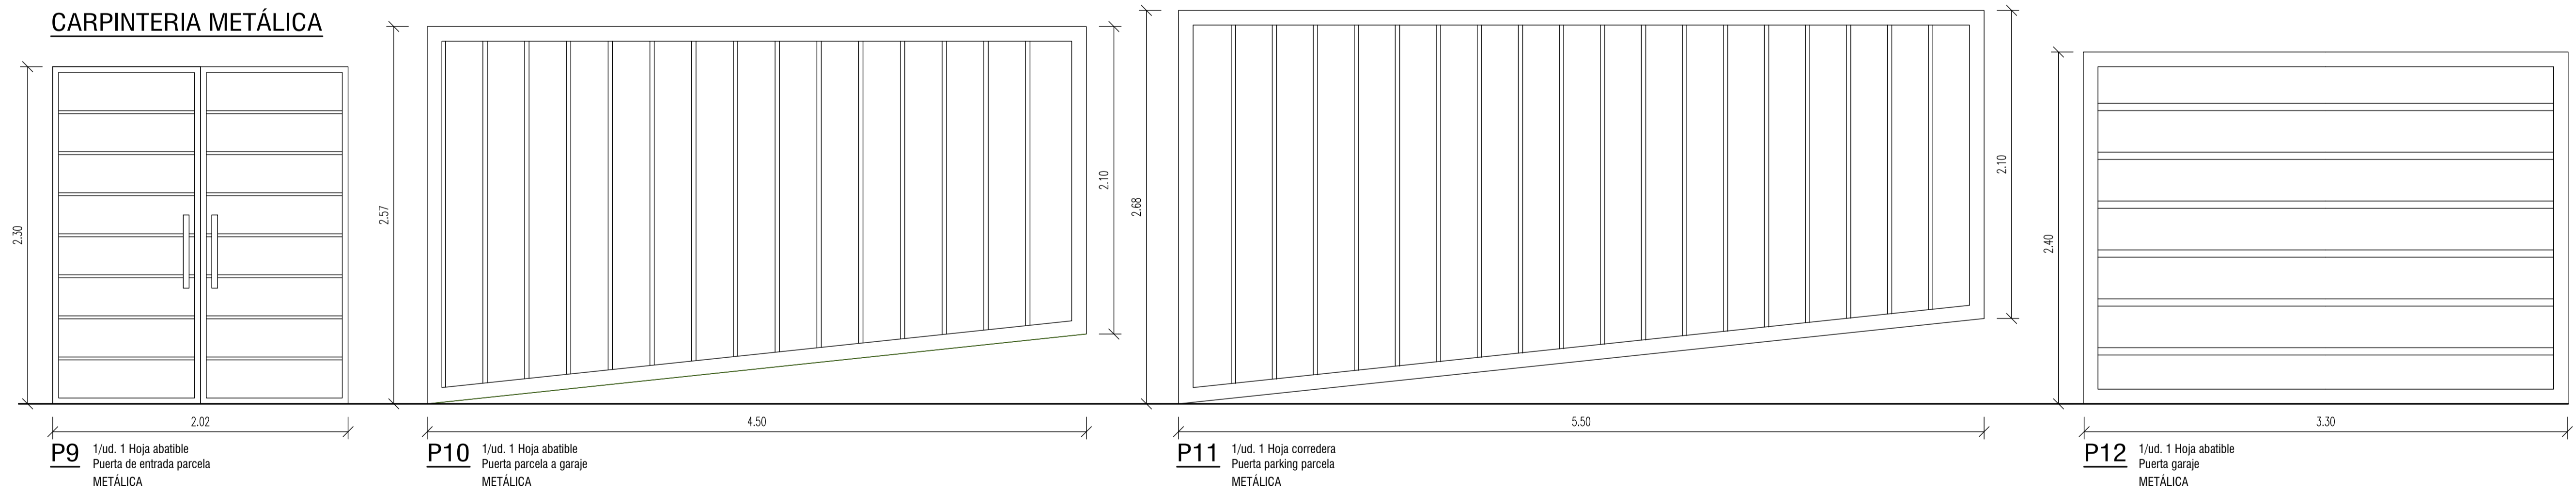 CARPINTERIA METÁLICA
2.30
2.02
P9
1/ud. 1 Hoja abatible
Puerta de entrada parcela
METÁLICA
2.57
2.10
4.50
P10
1/ud. 1 Hoja abatible
Puerta parcela a garaje
METÁLICA
2.68
2.10
5.50
P11
1/ud. 1 Hoja corredera
Puerta parking parcela
METÁLICA
2.40
3.30
P12
1/ud. 1 Hoja abatible
Puerta garaje
METÁLICA